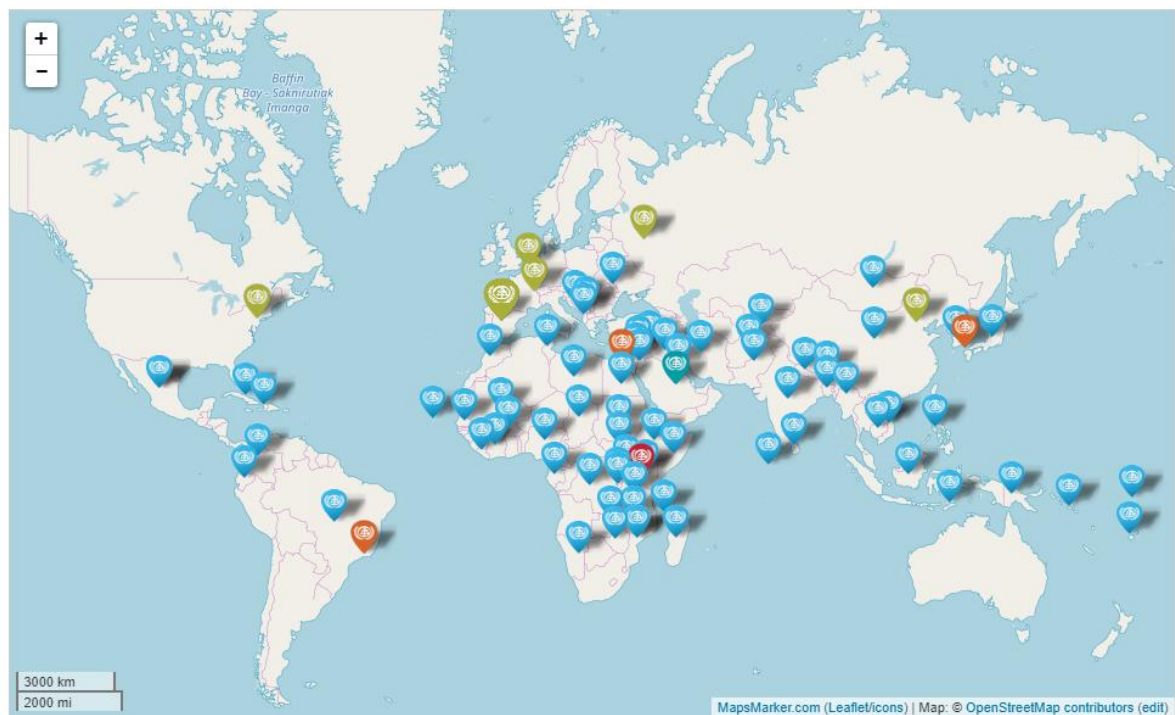 +
Baffin
Bay - Saknirutiak
Imanga
−
3000 km
2000 mi
MapsMarker.com (Leaflet/icons) | Map: © OpenStreetMap contributors (edit)